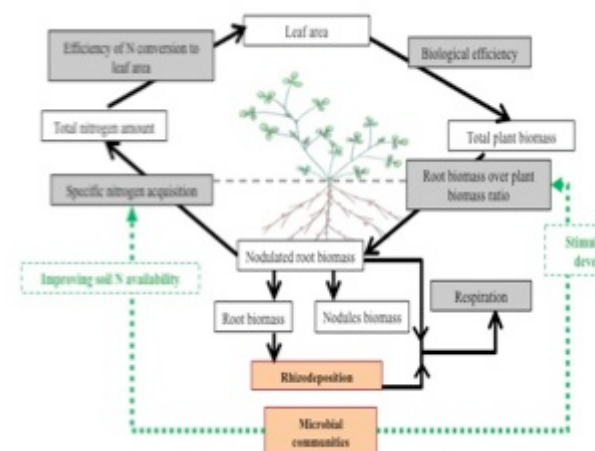 Leaf area
Efficiency of N conversion to
leaf area
Biological efficiency
Total nitrogen amount
Total plant biomass
Specific nitrogen acquisition
Root biomass over plant
biomass ratio
Nodulated root biomass
Improving soil N availability
Root biomass
Nodules biomass
Respiration
Rhizodeposition
Microbial
communities